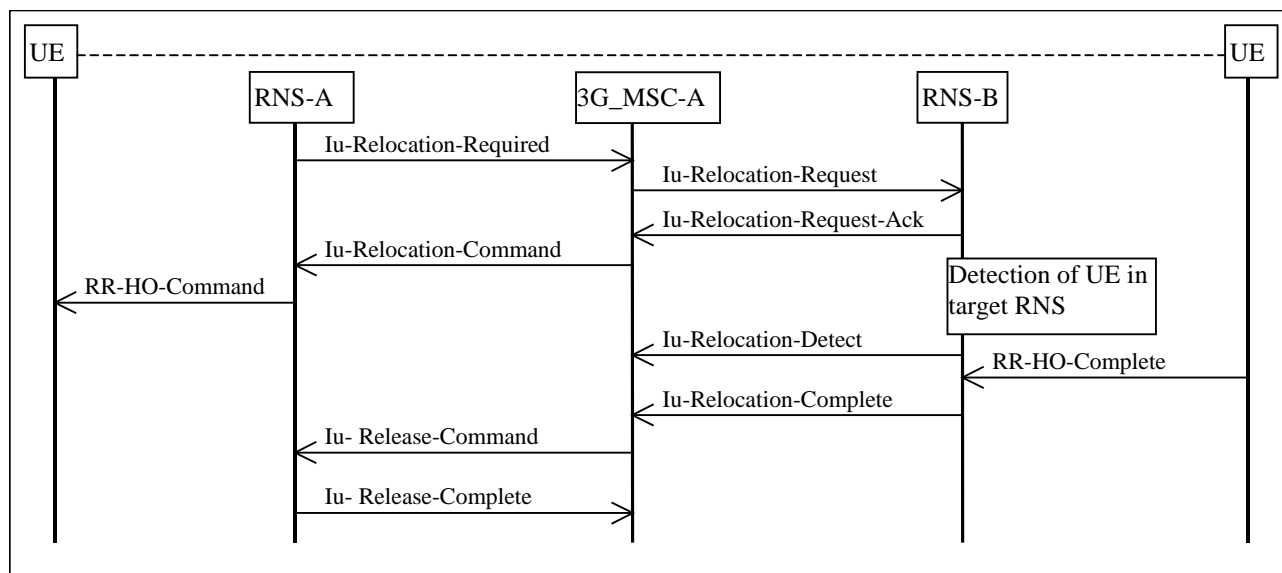 UE
UE
RNS-A
3G_MSC-A
RNS-B
Iu-Relocation-Required
Iu-Relocation-Request
Iu-Relocation-Request-Ack
Iu-Relocation-Command
RR-HO-Command
Detection of UE in
target RNS
Iu-Relocation-Detect
RR-HO-Complete
Iu-Relocation-Complete
Iu- Release-Command
Iu- Release-Complete